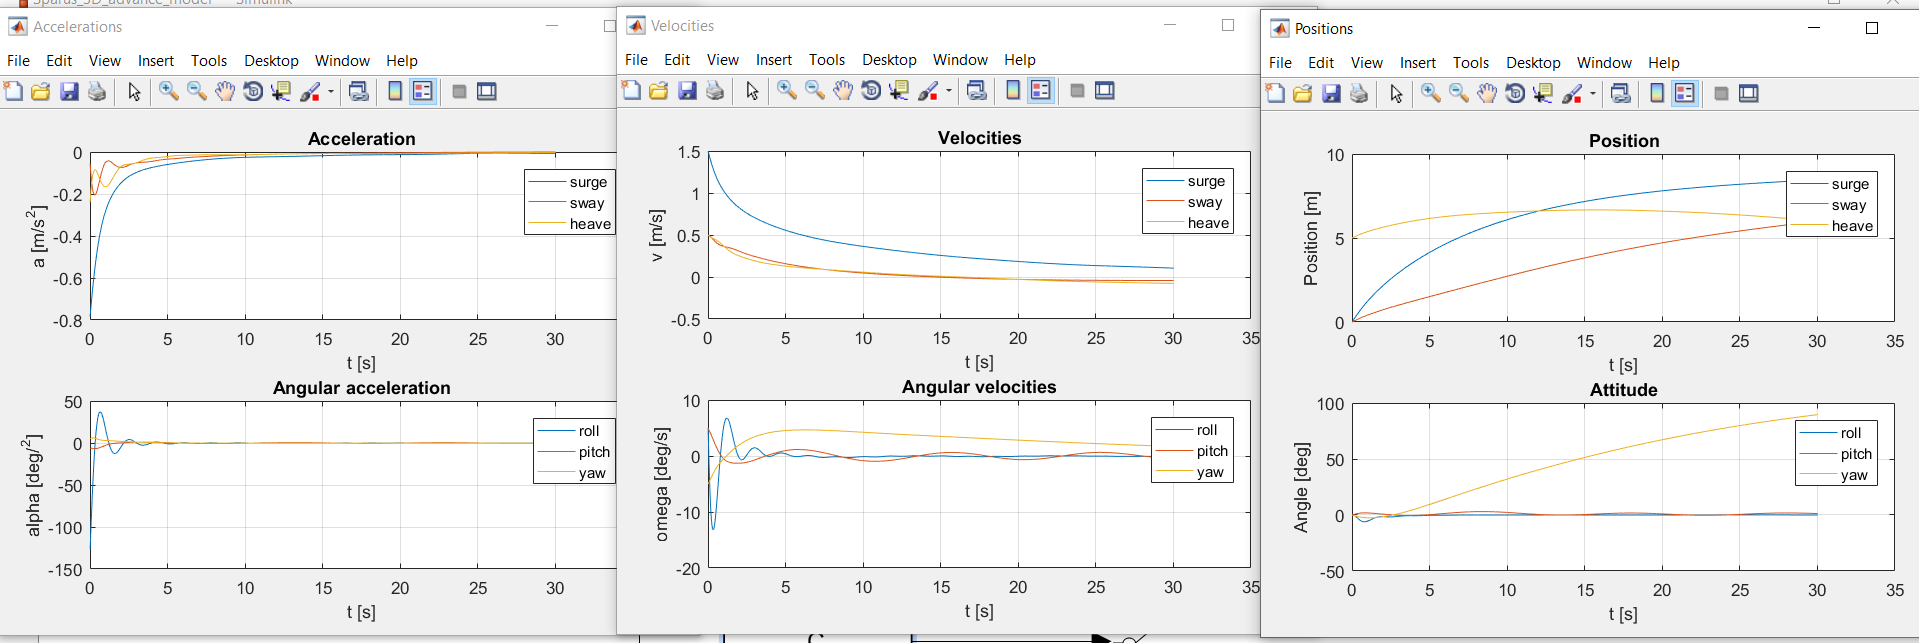 Sparus_3D_advance_model - Simulink
Accelerations
File Edit View Insert Tools Desktop Window Help
Acceleration
0
-0.2
-0.4
-0.6
-0.8
a [m/s²]
surge
sway
heave
0 5 10 15 20 25 30
t [s]
Angular acceleration
50
0
-50
-100
-150
alpha [deg/²]
roll
pitch
yaw
0 5 10 15 20 25 30
t [s]
Velocities
File Edit View Insert Tools Desktop Window Help
Velocities
1.5
1
0.5
0
-0.5
v [m/s]
surge
sway
heave
0 5 10 15 20 25 30 35
t [s]
Angular velocities
10
0
-10
-20
omega [deg/s]
roll
pitch
yaw
0 5 10 15 20 25 30 35
t [s]
Positions
File Edit View Insert Tools Desktop Window Help
Position
10
5
0
Position [m]
surge
sway
heave
0 5 10 15 20 25 30 35
t [s]
Attitude
100
50
0
-50
Angle [deg]
roll
pitch
yaw
0 5 10 15 20 25 30 35
t [s]